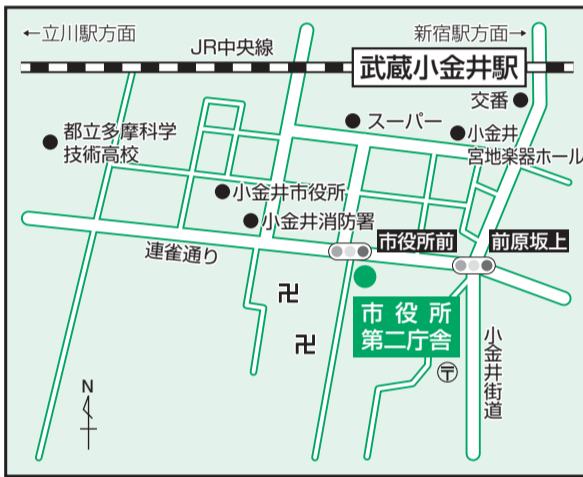 ←立川駅方面
新宿駅方面→
JR中央線
武蔵小金井駅
交番
スーパー
小金井
宮地楽器ホール
都立多摩科学
技術高校
小金井市役所
小金井消防署
連雀通り
市役所前
前原坂上
市役所
第二庁舎
小金井街道
卍
卍
〒
N